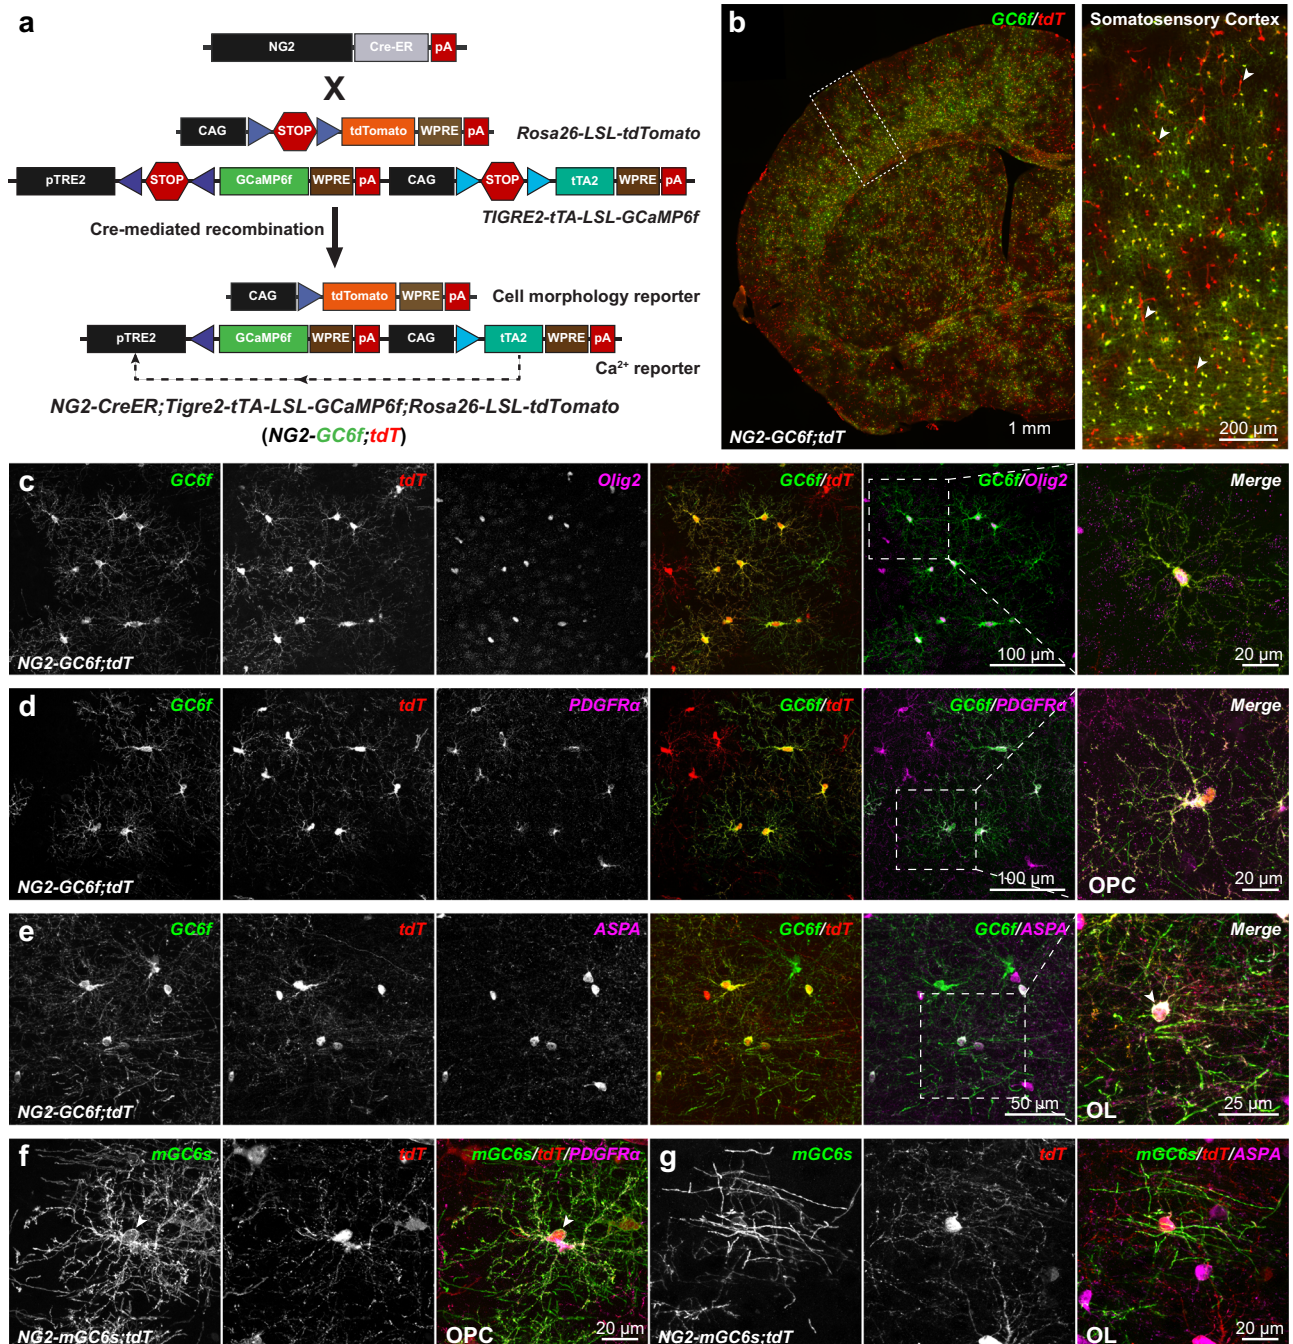 a
NG2 Cre-ER pA
X
CAG STOP tdTomato WPRE pA
Rosa26-LSL-tdTomato
pTRE2 STOP GCaMP6f WPRE pA CAG STOP tTA2 WPRE pA
TIGRE2-tTA-LSL-GCaMP6f
Cre-mediated recombination
CAG tdTomato WPRE pA
Cell morphology reporter
pTRE2 GCaMP6f WPRE pA CAG tTA2 WPRE pA
Ca²⁺ reporter
NG2-CreER;Tigre2-tTA-LSL-GCaMP6f;Rosa26-LSL-tdTomato
(NG2-GC6f;tdT)
b
GC6f/tdT
Somatosensory Cortex
NG2-GC6f;tdT
1 mm
200 µm
c
GC6f
tdT
Olig2
GC6f/tdT
GC6f/Olig2
Merge
NG2-GC6f;tdT
100 µm
20 µm
d
GC6f
tdT
PDGFRα
GC6f/tdT
GC6f/PDGFRα
Merge
NG2-GC6f;tdT
100 µm
OPC
20 µm
e
GC6f
tdT
ASPA
GC6f/tdT
GC6f/ASPA
Merge
NG2-GC6f;tdT
50 µm
OL
25 µm
f
mGC6s
tdT
mGC6s/tdT/PDGFRα
NG2-mGC6s;tdT
OPC
20 µm
g
mGC6s
tdT
mGC6s/tdT/ASPA
NG2-mGC6s;tdT
OL
20 µm